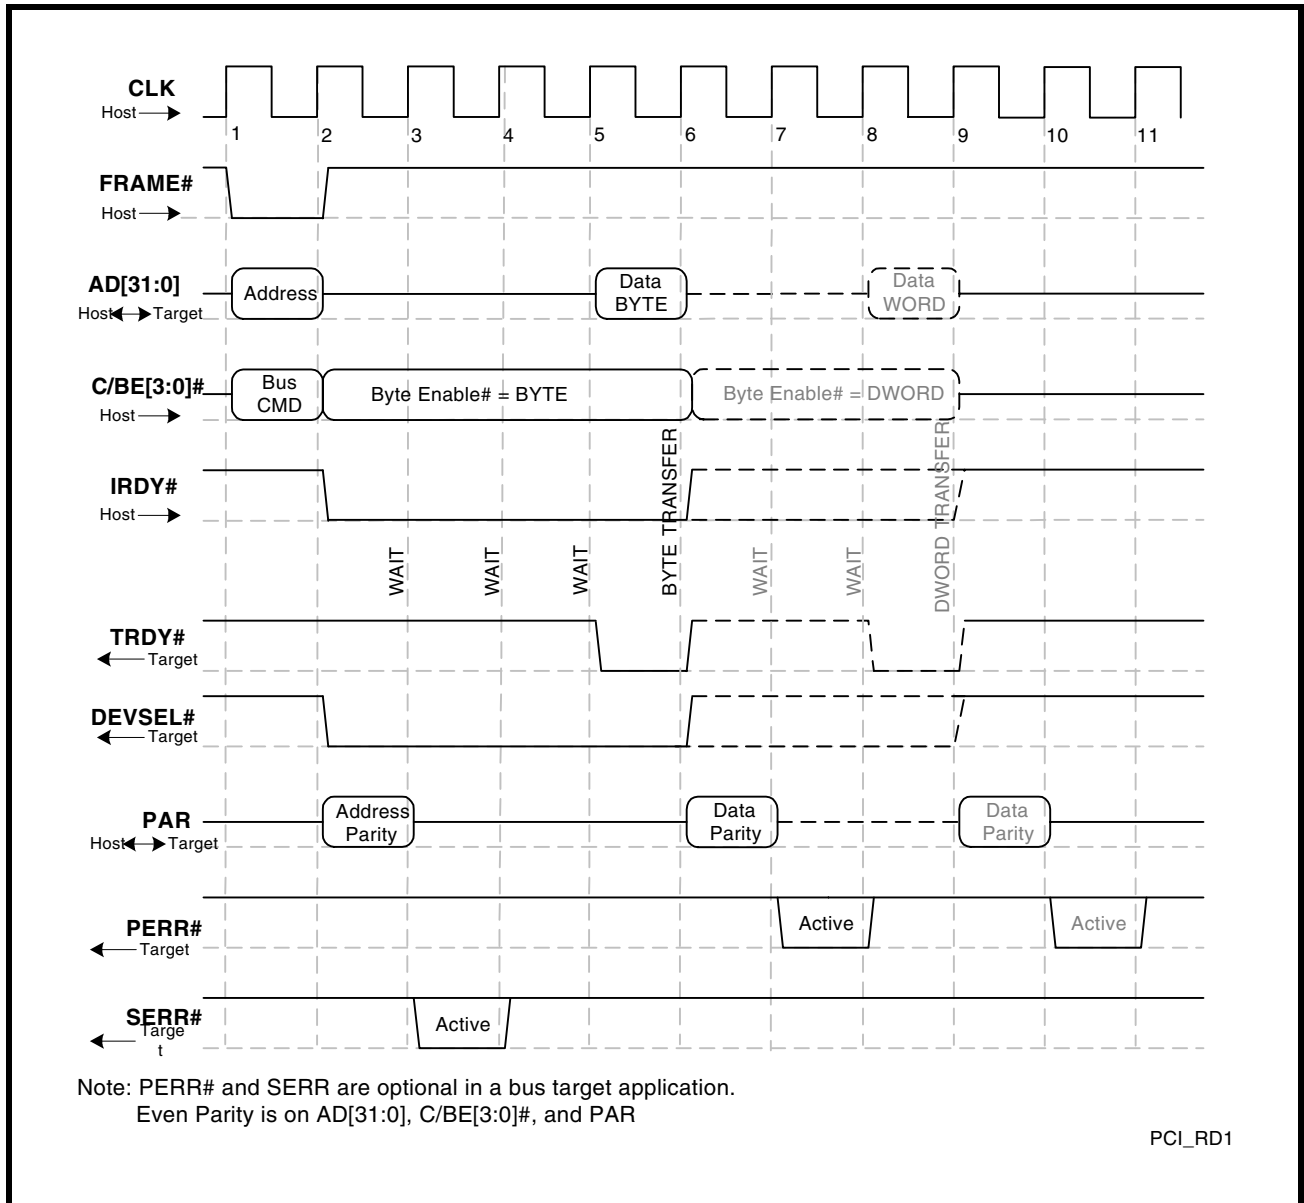 CLK
Host
1 2 3 4 5 6 7 8 9 10 11
FRAME#
Host
AD[31:0]
Host Target
Address
Data
BYTE
Data
WORD
C/BE[3:0]#
Host
Bus
CMD
Byte Enable# = BYTE
Byte Enable# = DWORD
IRDY#
Host
WAIT
WAIT
WAIT
BYTE TRANSFER
WAIT
WAIT
DWORD TRANSFER
TRDY#
Target
DEVSEL#
Target
PAR
Host Target
Address
Parity
Data
Parity
Data
Parity
PERR#
Target
Active
Active
SERR#
Targe
t
Active
Note: PERR# and SERR are optional in a bus target application.
Even Parity is on AD[31:0], C/BE[3:0]#, and PAR
PCI_RD1